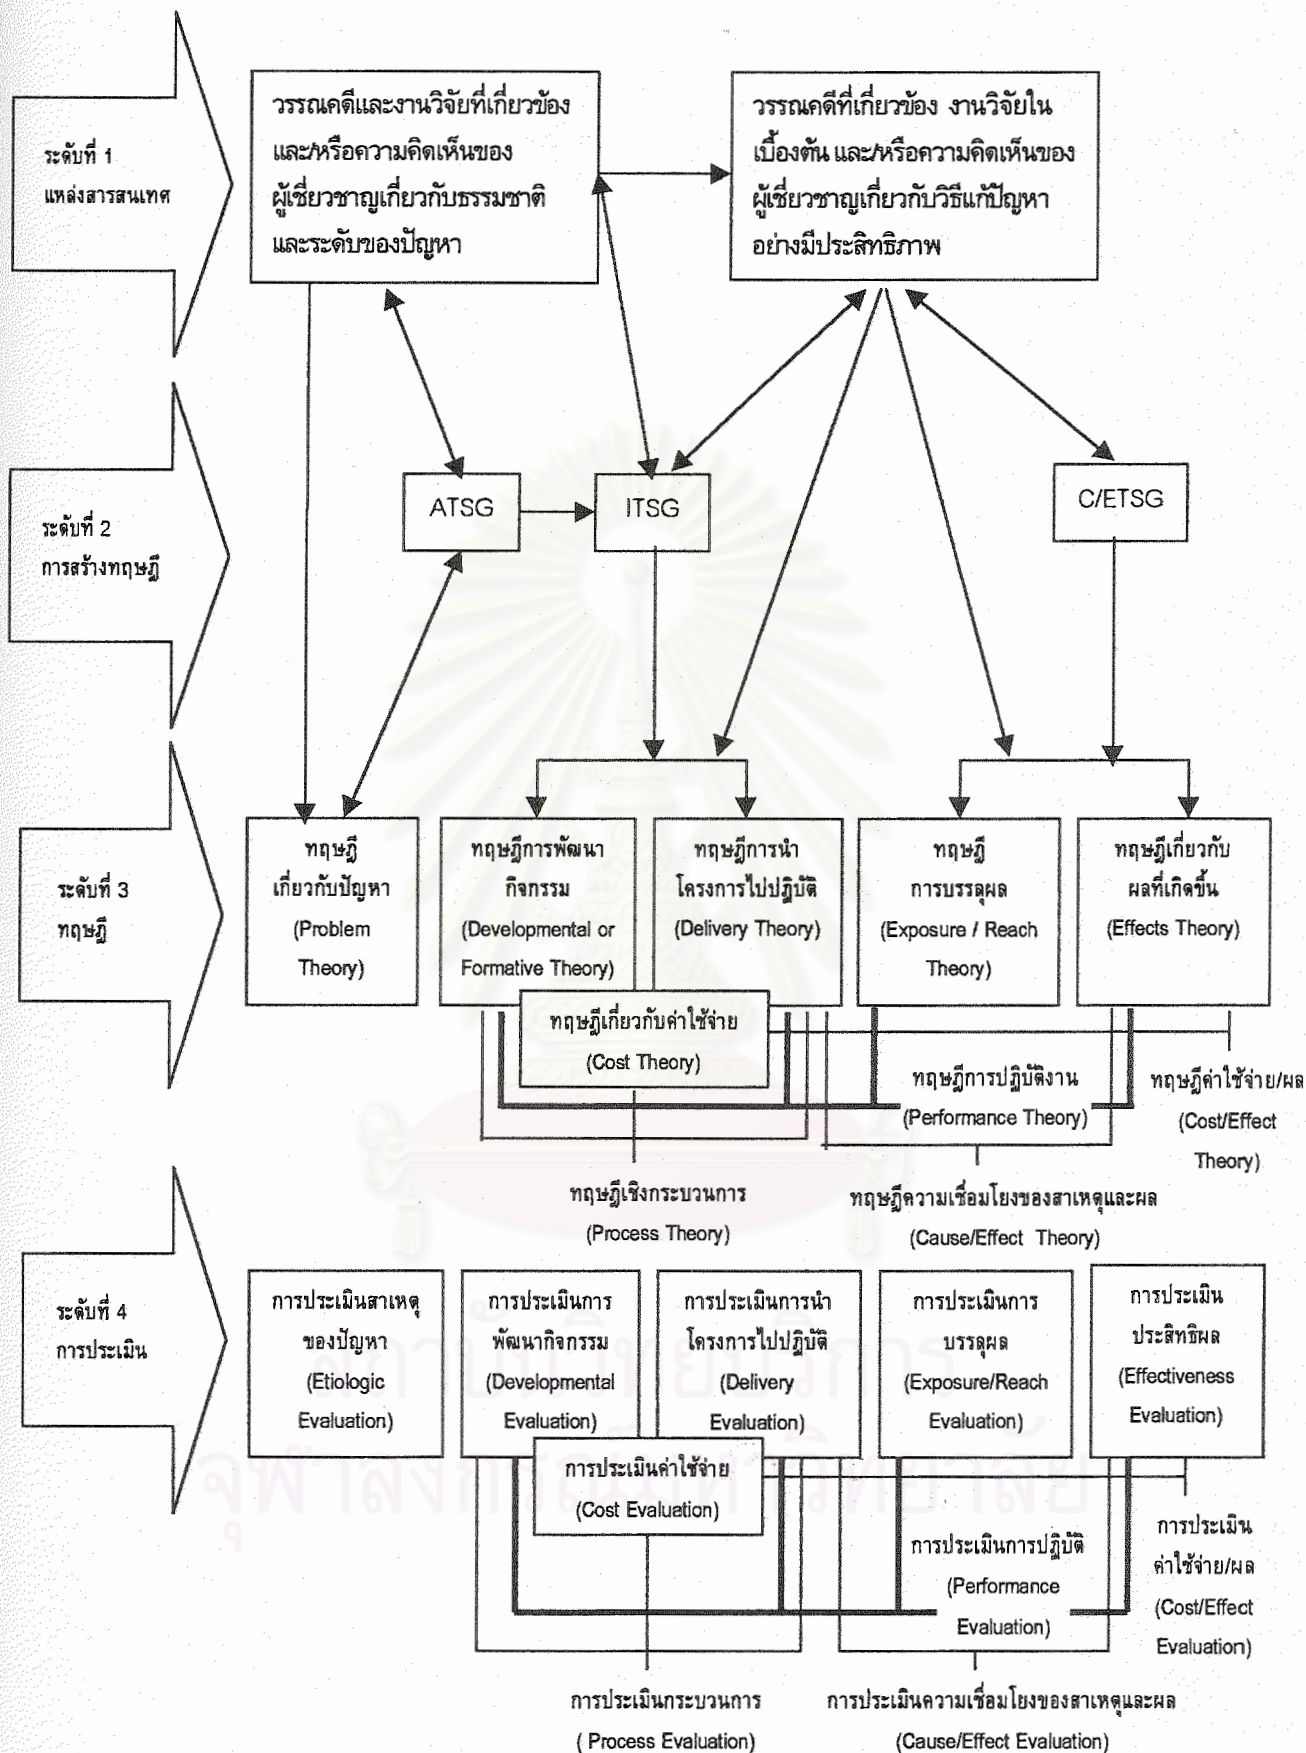 ระดับที่ 1
แหล่งสารสนเทศ
วรรณคดีและงานวิจัยที่เกี่ยวข้อง
และ/หรือความคิดเห็นของ
ผู้เชี่ยวชาญเกี่ยวกับธรรมชาติ
และระดับของปัญหา
วรรณคดีที่เกี่ยวข้อง งานวิจัยใน
เบื้องต้น และ/หรือความคิดเห็นของ
ผู้เชี่ยวชาญเกี่ยวกับวิธีแก้ปัญหา
อย่างมีประสิทธิภาพ
ระดับที่ 2
การสร้างทฤษฎี
ATSG
ITSG
C/ETSG
ระดับที่ 3
ทฤษฎี
ทฤษฎี
เกี่ยวกับปัญหา
(Problem
Theory)
ทฤษฎีการพัฒนา
กิจกรรม
(Developmental or
Formative Theory)
ทฤษฎีการนำ
โครงการไปปฏิบัติ
(Delivery Theory)
ทฤษฎี
การบรรลุผล
(Exposure / Reach
Theory)
ทฤษฎีเกี่ยวกับ
ผลที่เกิดขึ้น
(Effects Theory)
ทฤษฎีเกี่ยวกับค่าใช้จ่าย
(Cost Theory)
ทฤษฎีการปฏิบัติงาน
(Performance Theory)
ทฤษฎีค่าใช้จ่าย/ผล
(Cost/Effect
Theory)
ทฤษฎีเชิงกระบวนการ
(Process Theory)
ทฤษฎีความเชื่อมโยงของสาเหตุและผล
(Cause/Effect Theory)
ระดับที่ 4
การประเมิน
การประเมินสาเหตุ
ของปัญหา
(Etiologic
Evaluation)
การประเมินการ
พัฒนากิจกรรม
(Developmental
Evaluation)
การประเมินการนำ
โครงการไปปฏิบัติ
(Delivery
Evaluation)
การประเมินการ
บรรลุผล
(Exposure/Reach
Evaluation)
การประเมิน
ประสิทธิผล
(Effectiveness
Evaluation)
การประเมินค่าใช้จ่าย
(Cost Evaluation)
การประเมินการปฏิบัติ
(Performance
Evaluation)
การประเมิน
ค่าใช้จ่าย/ผล
(Cost/Effect
Evaluation)
การประเมินกระบวนการ
( Process Evaluation)
การประเมินความเชื่อมโยงของสาเหตุและผล
(Cause/Effect Evaluation)
สถาบันวิทยบริการ
จุฬาลงกรณ์มหาวิทยาลัย